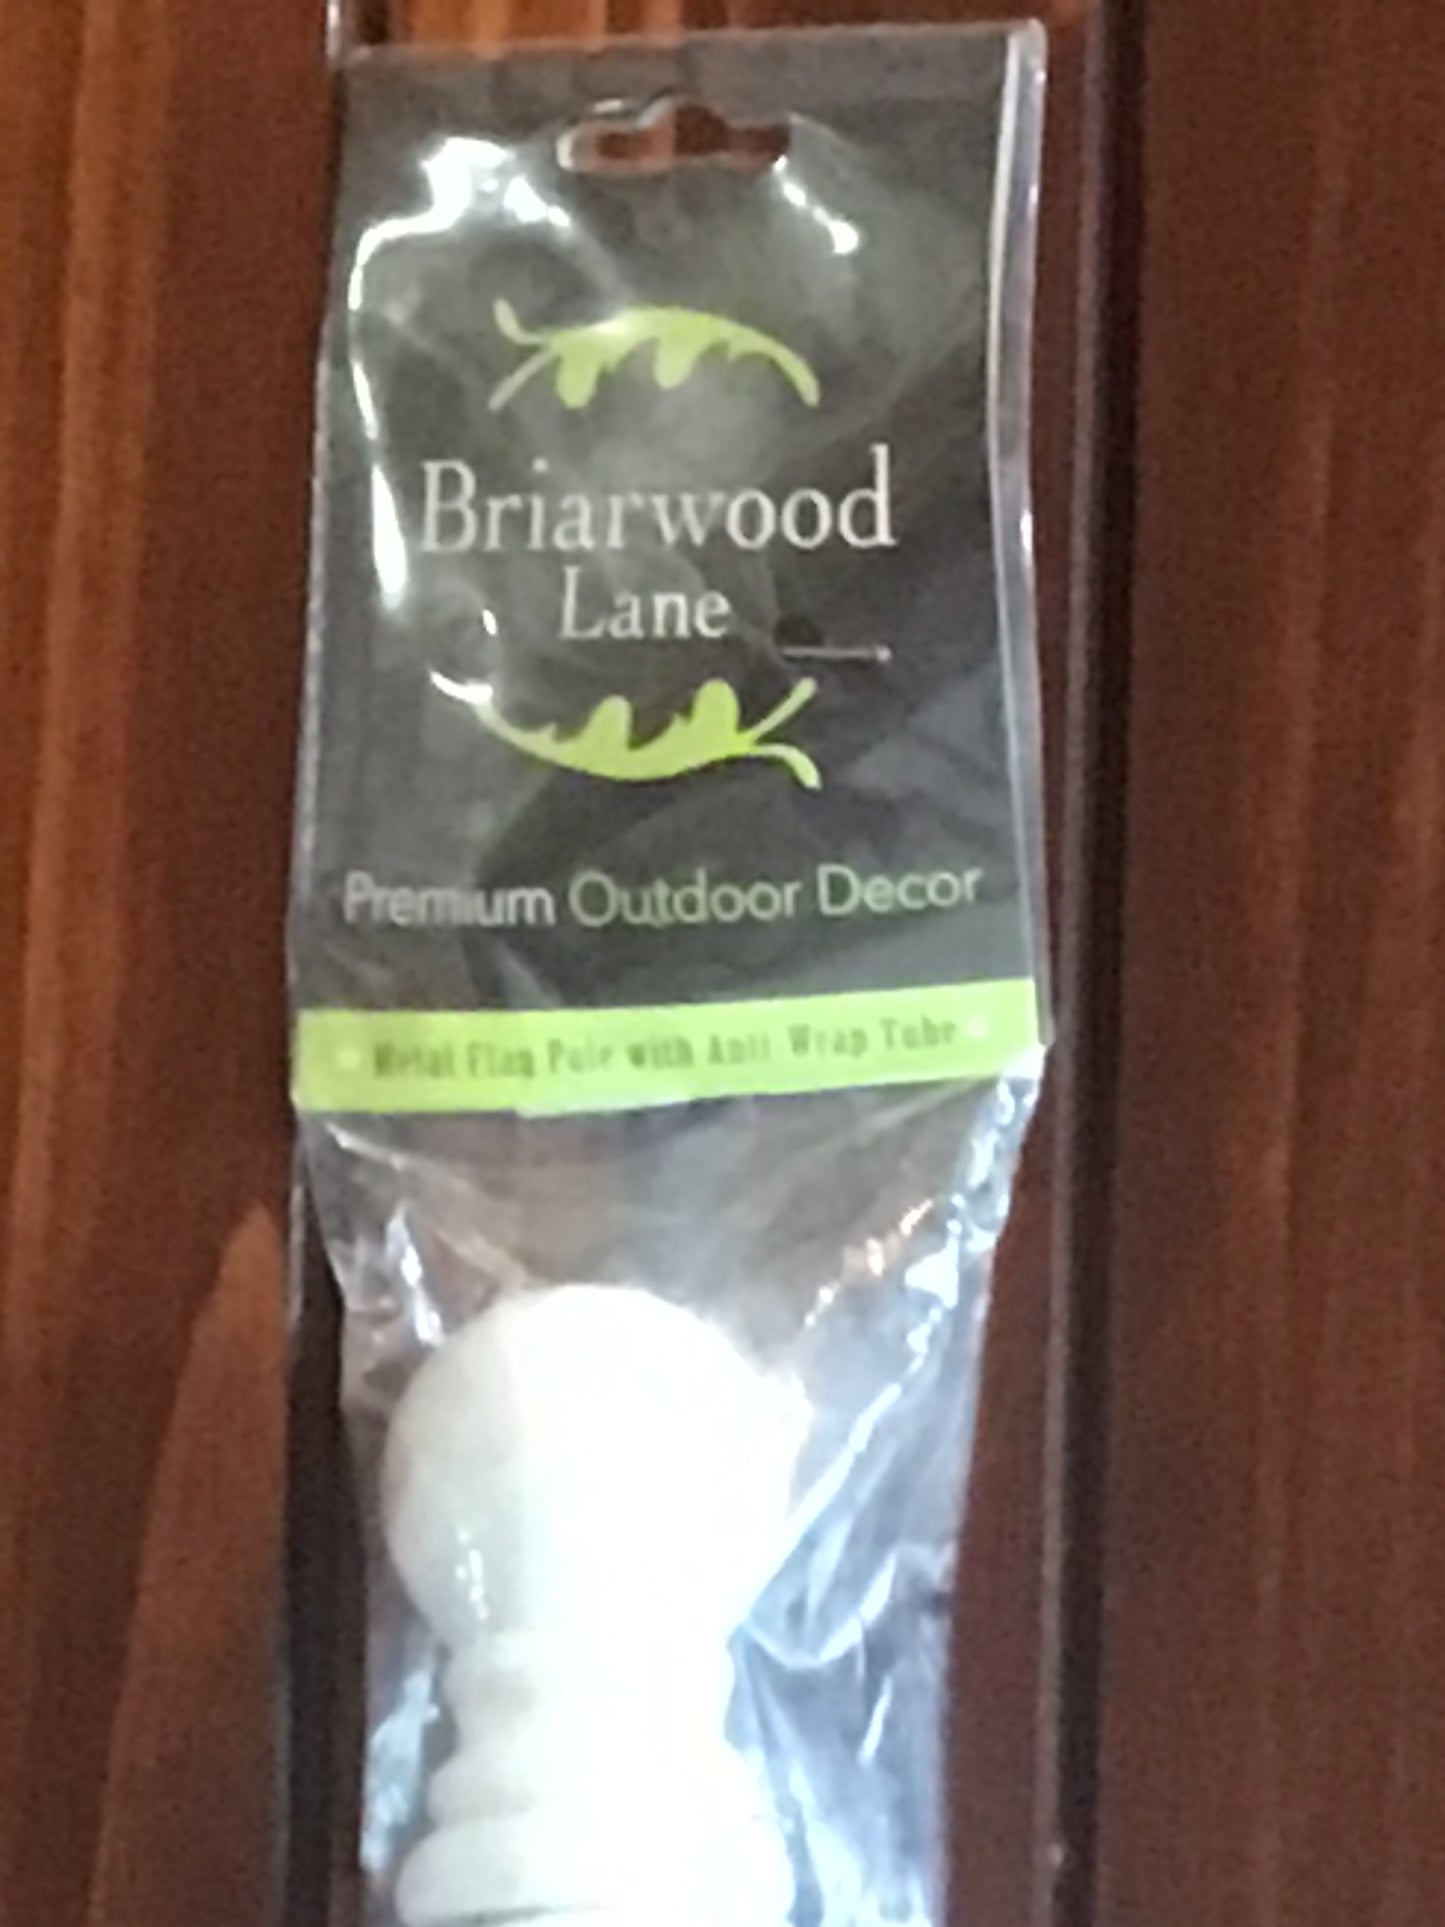 Briarwood
Lane
Premium Outdoor Decor
Metal Flag Pole with Anti Wrap Tube